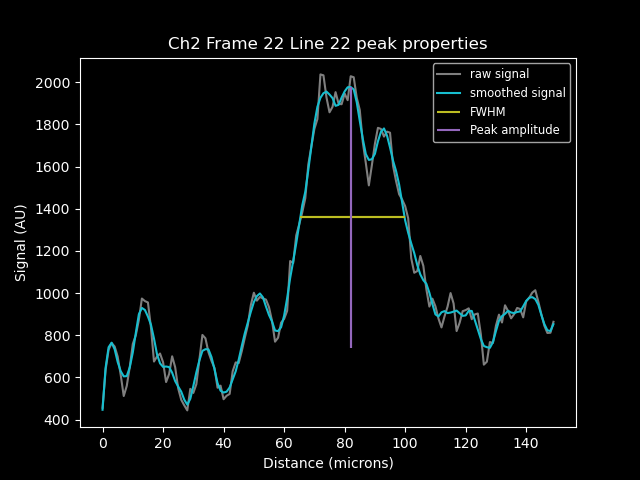 Ch2 Frame 22 Line 22 peak properties
raw signal
smoothed signal
FWHM
Peak amplitude
Signal (AU)
2000
1800
1600
1400
1200
1000
800
600
400
0 20 40 60 80 100 120 140
Distance (microns)